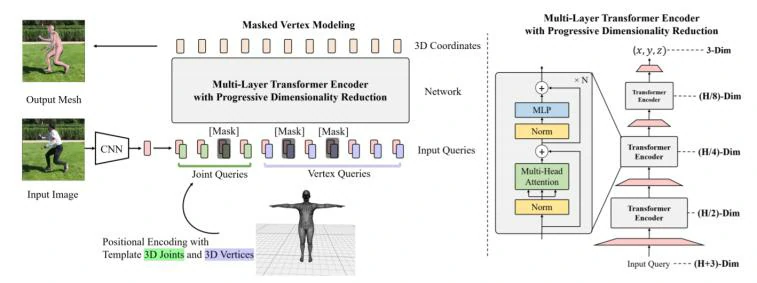 Masked Vertex Modeling
3D Coordinates
Output Mesh
Multi-Layer Transformer Encoder
with Progressive Dimensionality Reduction
Network
[Mask]
[Mask]
[Mask]
CNN
Input Queries
Input Image
Joint Queries
Vertex Queries
Positional Encoding with
Template 3D Joints and 3D Vertices
Multi-Layer Transformer Encoder
with Progressive Dimensionality Reduction
× N
MLP
Norm
Multi-Head
Attention
Norm
(x, y, z)
3-Dim
Transformer
Encoder
(H/8)-Dim
Transformer
Encoder
(H/4)-Dim
Transformer
Encoder
(H/2)-Dim
Input Query
(H+3)-Dim